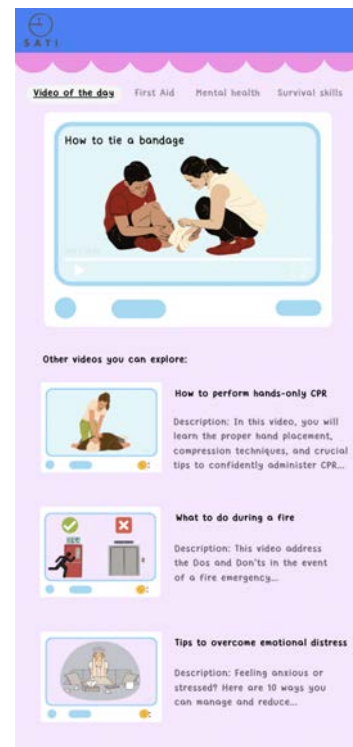 SATI
Video of the day
First Aid
Mental health
Survival skills
How to tie a bandage
Other videos you can explore:
How to perform hands-only CPR
Description: In this video, you will
learn the proper hand placement,
compression techniques, and crucial
tips to confidently administer CPR...
What to do during a fire
Description: This video address
the Dos and Don'ts in the event
of a fire emergency...
Tips to overcome emotional distress
Description: Feeling anxious or
stressed? Here are 10 ways you
can manage and reduce...